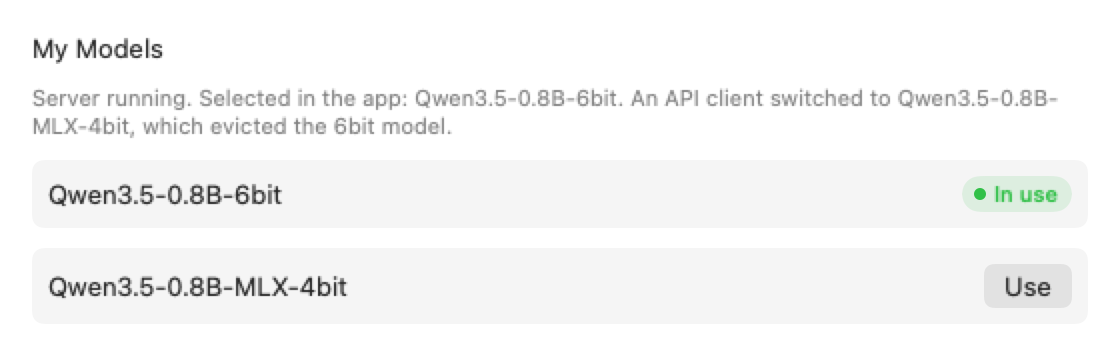 My Models
Server running. Selected in the app: Qwen3.5-0.8B-6bit. An API client switched to Qwen3.5-0.8B-
MLX-4bit, which evicted the 6bit model.
Qwen3.5-0.8B-6bit
In use
Qwen3.5-0.8B-MLX-4bit
Use